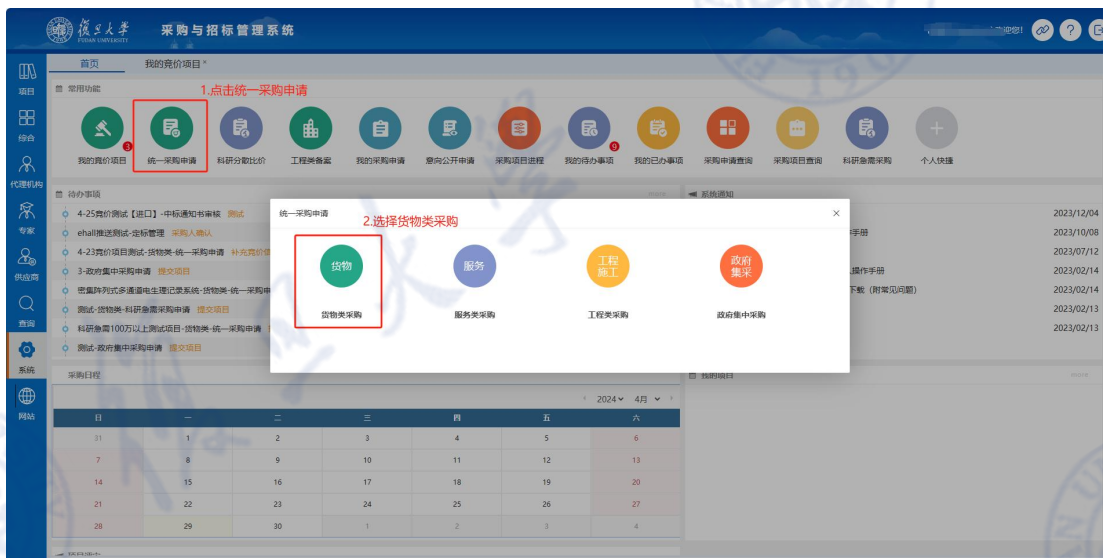 復旦大學 采购与招标管理系统
FUDAN UNIVERSITY
欢迎您!
首页 我的竞价项目 ×
常用功能
1.点击统一采购申请
3
9
我的竞价项目 统一采购申请 科研分散比价 工程类备案 我的采购申请 意向公开申请 采购项目进程 我的待办事项 我的已办事项 采购申请查询 采购项目查询 科研急需采购 个人快捷
项目
综合
代理机构
专家
供应商
查询
系统
网站
待办事项 more
4-25竞价测试【进口】-中标通知书审核 测试
ehall推送测试-定标管理 采购人确认
4-23竞价项目测试-货物类-统一采购申请 补充竞价信
3-政府集中采购申请 提交项目
密集阵列式多通道电生理记录系统-货物类-统一采购申
测试-货物类-科研急需采购申请 提交项目
科研急需100万以上测试项目-货物类-统一采购申请
测试-政府集中采购申请 提交项目
系统通知
2023/12/04
手册 2023/10/08
2023/07/12
操作手册 2023/02/14
下载(附常见问题) 2023/02/14
2023/02/13
2023/02/13
统一采购申请 ×
2.选择货物类采购
货物 服务 工程施工 政府集采
货物类采购 服务类采购 工程类采购 政府集中采购
采购日程
我的项目 more
2024 4月
日 一 二 三 四 五 六
31 1 2 3 4 5 6
7 8 9 10 11 12 13
14 15 16 17 18 19 20
21 22 23 24 25 26 27
28 29 30 1 2 3 4